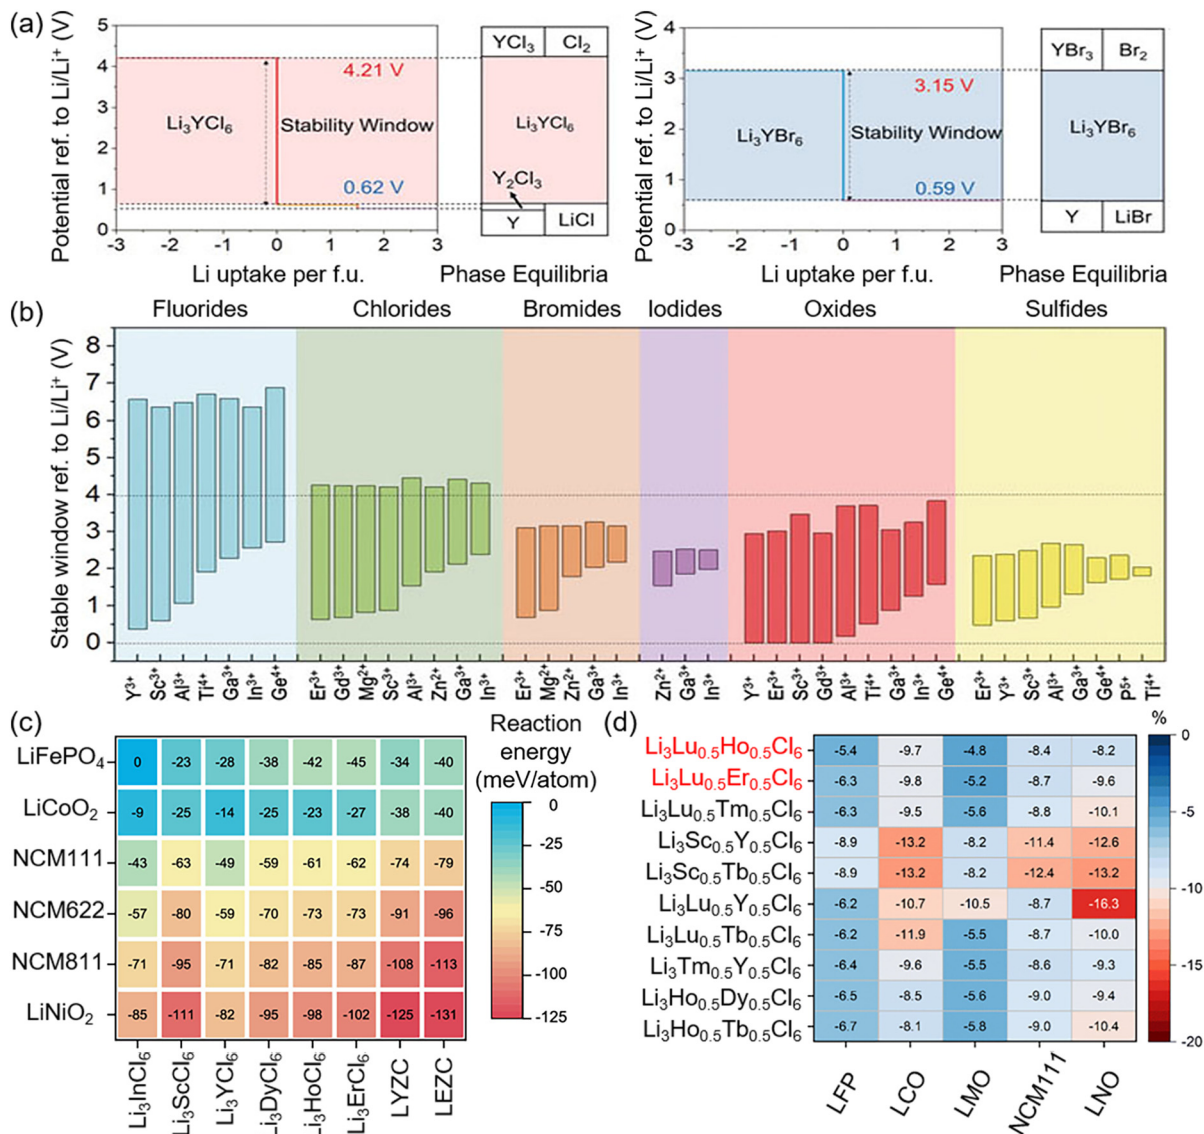 (a)
Potential ref. to Li/Li⁺ (V)
5
4
3
2
1
0
4.21 V
Li₃YCl₆
Stability Window
0.62 V
-3 -2 -1 0 1 2 3
Li uptake per f.u.
YCl₃ Cl₂
Li₃YCl₆
Y₂Cl₃
Y LiCl
Phase Equilibria
Potential ref. to Li/Li⁺ (V)
4
3
2
1
0
3.15 V
Li₃YBr₆
Stability Window
0.59 V
-3 -2 -1 0 1 2 3
Li uptake per f.u.
YBr₃ Br₂
Li₃YBr₆
Y LiBr
Phase Equilibria
(b)
Fluorides Chlorides Bromides Iodides Oxides Sulfides
Stable window ref. to Li/Li⁺ (V)
8
7
6
5
4
3
2
1
0
Y³⁺ Sc³⁺ Al³⁺ Ti⁴⁺ Ga³⁺ In³⁺ Ge⁴⁺ Er³⁺ Gd³⁺ Mg²⁺ Sc³⁺ Al³⁺ Zn²⁺ Ga³⁺ In³⁺ Er³⁺ Mg²⁺ Zn²⁺ Ga³⁺ In³⁺ Zn²⁺ Ga³⁺ In³⁺ Y³⁺ Er³⁺ Sc³⁺ Gd³⁺ Al³⁺ Ti⁴⁺ Ga³⁺ In³⁺ Ge⁴⁺ Er³⁺ Y³⁺ Sc³⁺ Al³⁺ Ga³⁺ Ge⁴⁺ P⁵⁺ Ti⁴⁺
(c)
LiFePO₄ 0 -23 -28 -38 -42 -45 -34 -40
LiCoO₂ -9 -25 -14 -25 -23 -27 -38 -40
NCM111 -43 -63 -49 -59 -61 -62 -74 -79
NCM622 -57 -80 -59 -70 -73 -73 -91 -96
NCM811 -71 -95 -71 -82 -85 -87 -108 -113
LiNiO₂ -85 -111 -82 -95 -98 -102 -125 -131
Li₃InCl₆ Li₃ScCl₆ Li₃YCl₆ Li₃DyCl₆ Li₃HoCl₆ Li₃ErCl₆ LYZC LEZC
Reaction
energy
(meV/atom)
0
-25
-50
-75
-100
-125
(d)
Li₃Lu₀.₅Ho₀.₅Cl₆ -5.4 -9.7 -4.8 -8.4 -8.2
Li₃Lu₀.₅Er₀.₅Cl₆ -6.3 -9.8 -5.2 -8.7 -9.6
Li₃Lu₀.₅Tm₀.₅Cl₆ -6.3 -9.5 -5.6 -8.8 -10.1
Li₃Sc₀.₅Y₀.₅Cl₆ -8.9 -13.2 -8.2 -11.4 -12.6
Li₃Sc₀.₅Tb₀.₅Cl₆ -8.9 -13.2 -8.2 -12.4 -13.2
Li₃Lu₀.₅Y₀.₅Cl₆ -6.2 -10.7 -10.5 -8.7 -16.3
Li₃Lu₀.₅Tb₀.₅Cl₆ -6.2 -11.9 -5.5 -8.7 -10.0
Li₃Tm₀.₅Y₀.₅Cl₆ -6.4 -9.6 -5.5 -8.6 -9.3
Li₃Ho₀.₅Dy₀.₅Cl₆ -6.5 -8.5 -5.6 -9.0 -9.4
Li₃Ho₀.₅Tb₀.₅Cl₆ -6.7 -8.1 -5.8 -9.0 -10.4
LFP LCO LMO NCM111 LNO
%
0
-5
-10
-15
-20